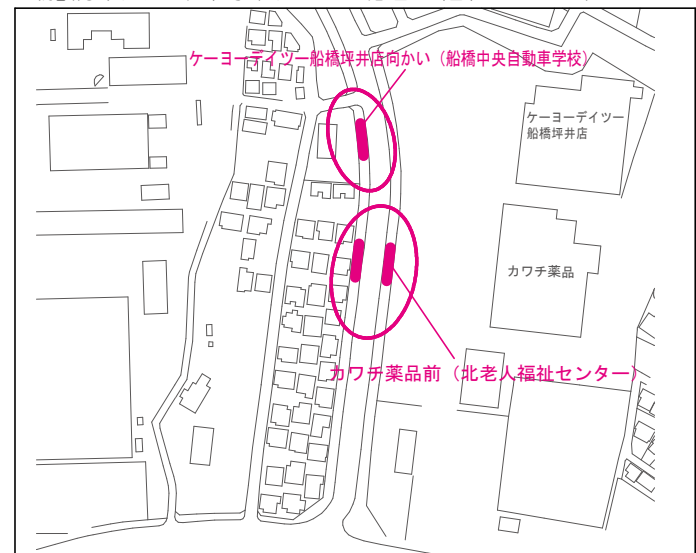 ケーヨーデイツー船橋坪井店向かい（船橋中央自動車学校）
ケーヨーデイツー
船橋坪井店
カワチ薬品
カワチ薬品前（北老人福祉センター）